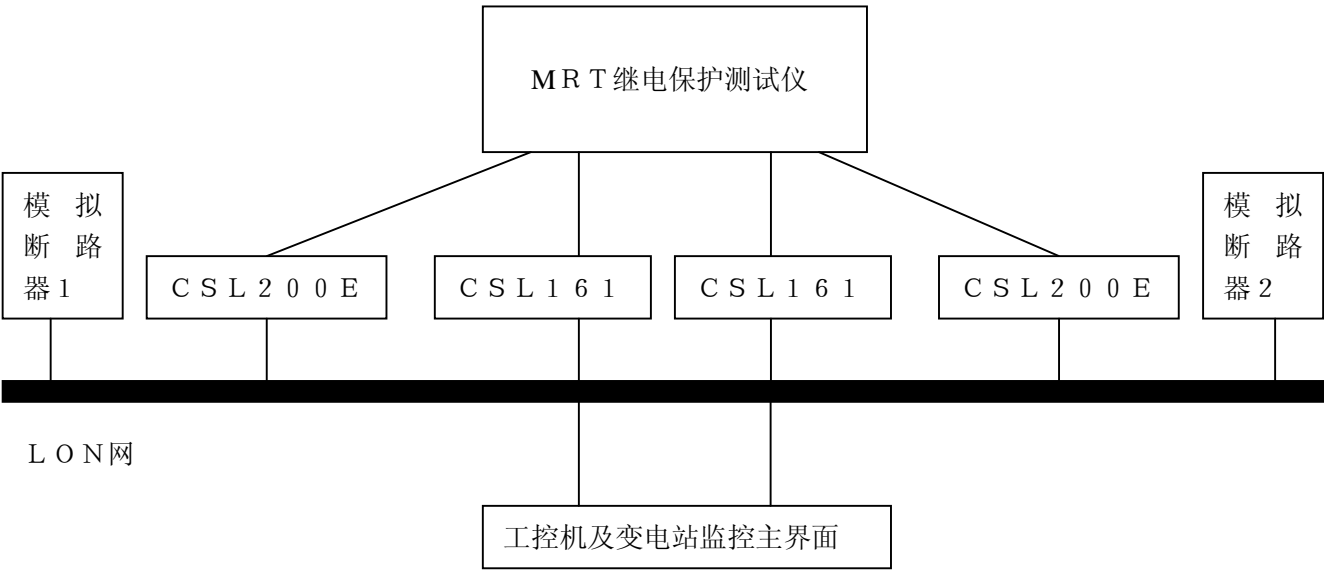 MRT继电保护测试仪
模拟
断路
器1
CSL200E
CSL161
CSL161
CSL200E
模拟
断路
器2
LON网
工控机及变电站监控主界面